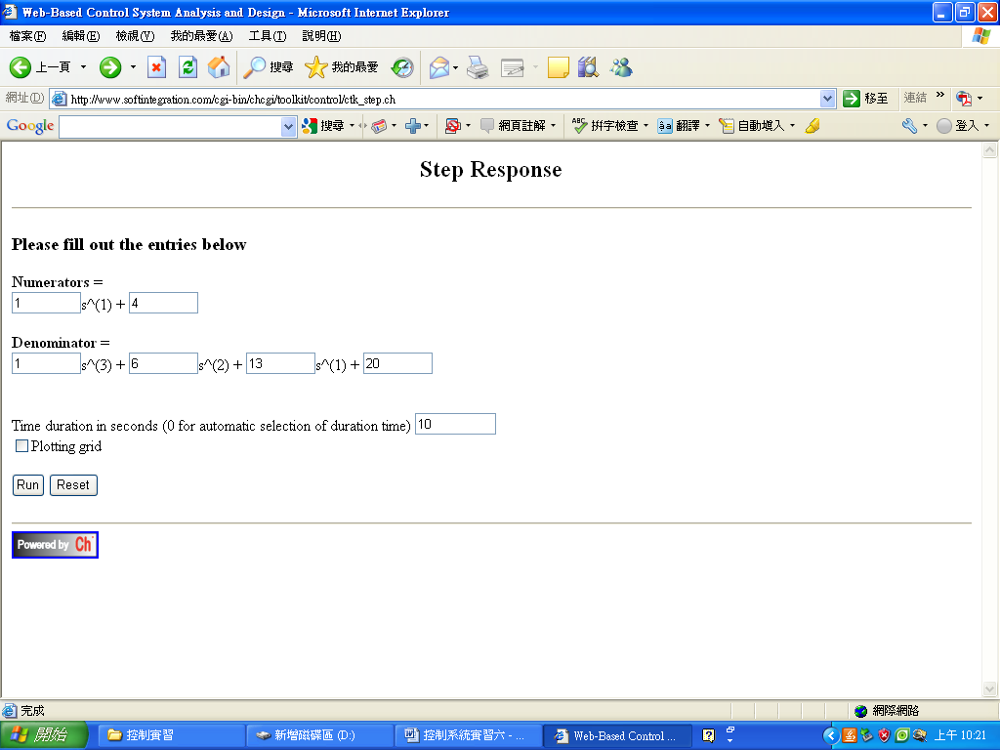 Web-Based Control System Analysis and Design - Microsoft Internet Explorer
檔案(F) 編輯(E) 檢視(V) 我的最愛(A) 工具(T) 說明(H)
上一頁 搜尋 我的最愛
網址(D) http://www.softintegration.com/cgi-bin/chcgi/toolkit/control/ctk_step.ch 移至 連結 »
Google 搜尋 網頁註解 ABC 拼字檢查 あa 翻譯 自動填入 登入
Step Response
Please fill out the entries below
Numerators =
1 s^(1) + 4
Denominator =
1 s^(3) + 6 s^(2) + 13 s^(1) + 20
Time duration in seconds (0 for automatic selection of duration time) 10
Plotting grid
Run Reset
Powered by Ch
完成 網際網路
開始 控制實習 新增磁碟區 (D:) 控制系統實習六 - ... Web-Based Control ... 上午 10:21